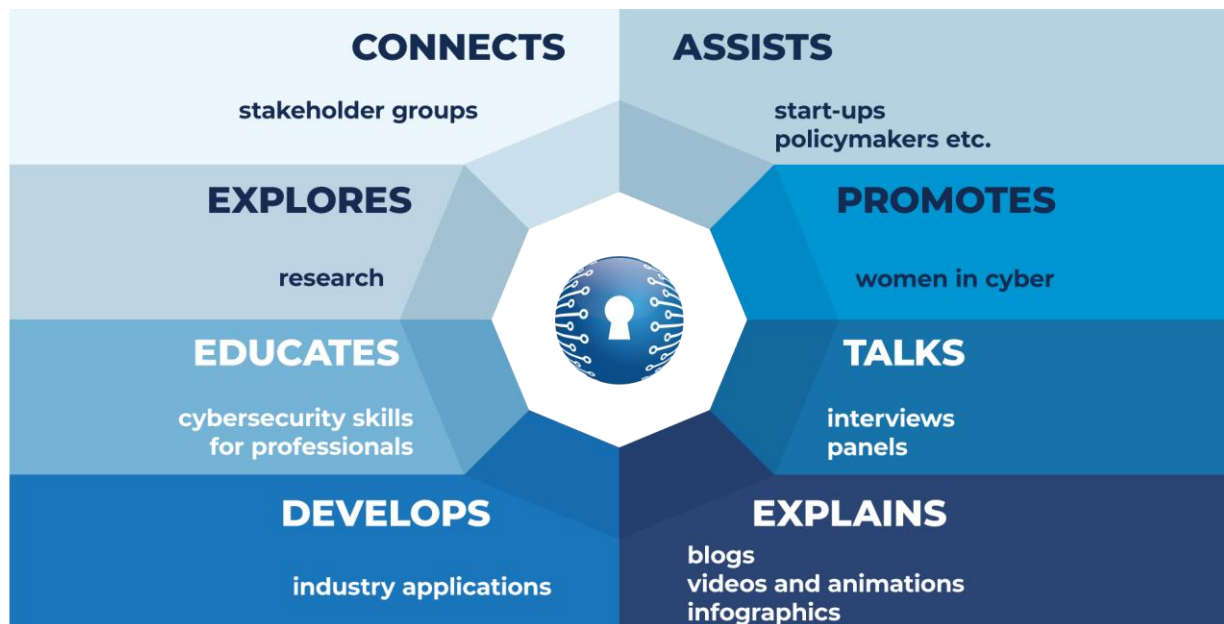 CONNECTS
stakeholder groups
ASSISTS
start-ups
policymakers etc.
EXPLORES
research
PROMOTES
women in cyber
EDUCATES
cybersecurity skills
for professionals
TALKS
interviews
panels
DEVELOPS
industry applications
EXPLAINS
blogs
videos and animations
infographics